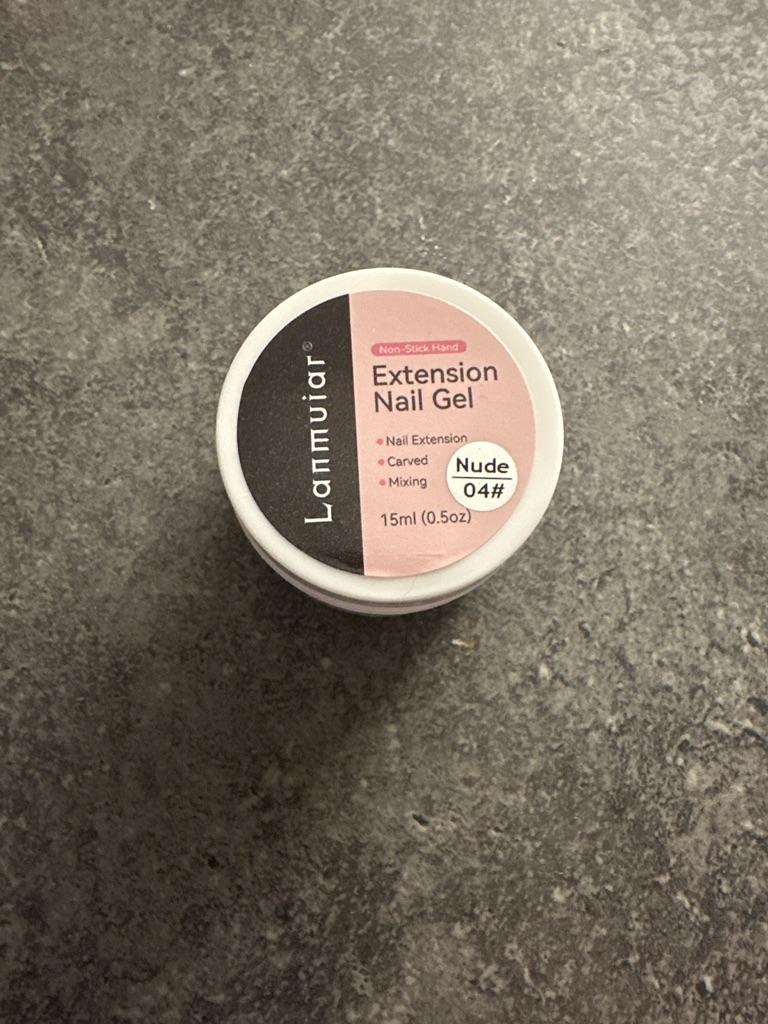 Lanmuiar®
Non-Stick Hand
Extension
Nail Gel
Nail Extension
Carved
Mixing
Nude
04#
15ml (0.5oz)